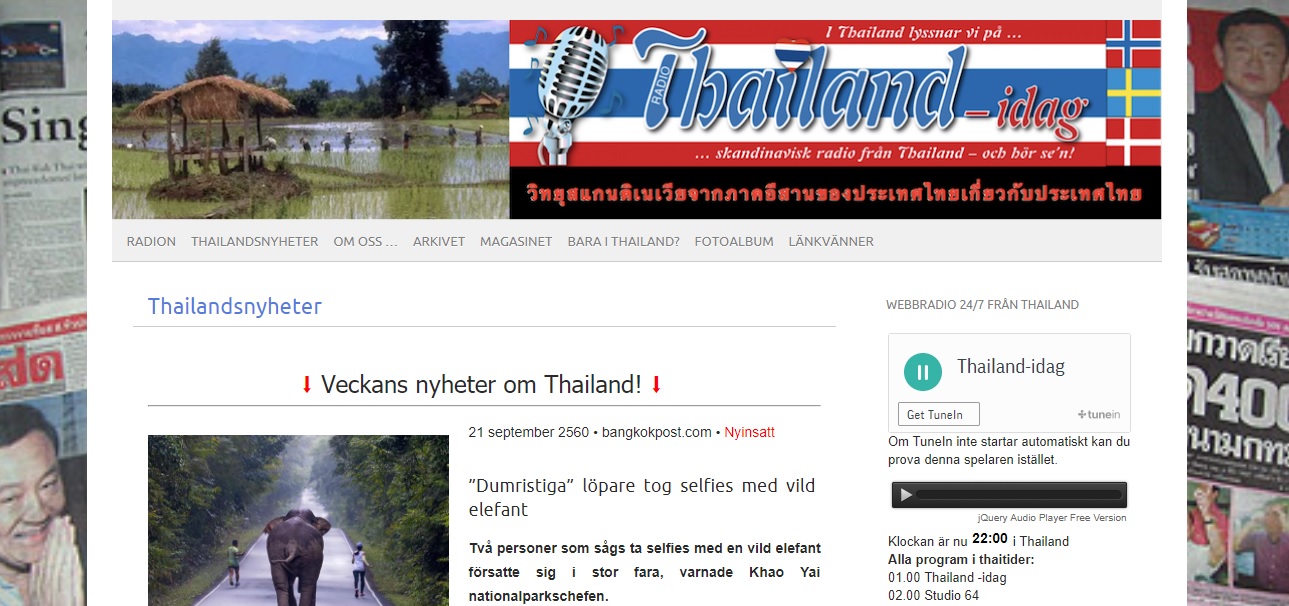 I Thailand lyssnar vi på ...
RADIO
Thailand – idag
... skandinavisk radio från Thailand – och hör se'n!
วิทยุสแกนดิเนเวียจากภาคอีสานของประเทศไทยเกี่ยวกับประเทศไทย
RADION THAILANDSNYHETER OM OSS ... ARKIVET MAGASINET BARA I THAILAND? FOTOALBUM LÄNKVÄNNER
Thailandsnyheter
Veckans nyheter om Thailand!
21 september 2560 • bangkokpost.com • Nyinsatt
”Dumristiga” löpare tog selfies med vild
elefant
Två personer som sågs ta selfies med en vild elefant
försatte sig i stor fara, varnade Khao Yai
nationalparkschefen.
WEBBRADIO 24/7 FRÅN THAILAND
Thailand-idag
Get TuneIn
tunein
Om TuneIn inte startar automatiskt kan du
prova denna spelaren istället.
jQuery Audio Player Free Version
Klockan är nu 22:00 i Thailand
Alla program i thaitider:
01.00 Thailand -idag
02.00 Studio 64
Sing
สด
400